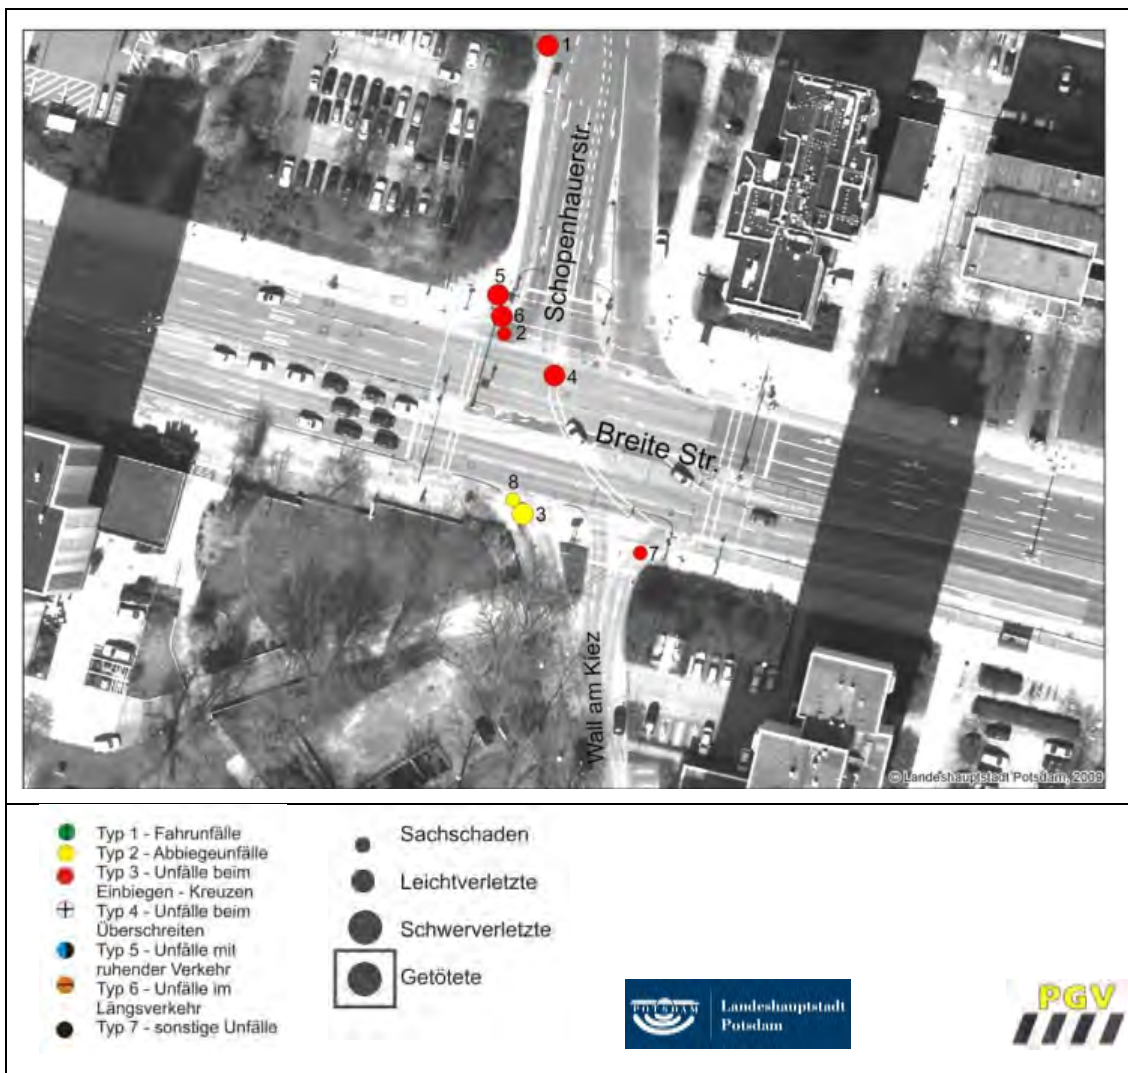 1
Schopenhauerstr.
5
6
2
4
Breite Str.
8
3
7
Wall am Kiez
© Landeshauptstadt Potsdam, 2009
Typ 1 - Fahrunfälle
Typ 2 - Abbiegeunfälle
Typ 3 - Unfälle beim
Einbiegen - Kreuzen
Typ 4 - Unfälle beim
Überschreiten
Typ 5 - Unfälle mit
ruhender Verkehr
Typ 6 - Unfälle im
Längsverkehr
Typ 7 - sonstige Unfälle
Sachschaden
Leichtverletzte
Schwerverletzte
Getötete
POTSDAM
Landeshauptstadt
Potsdam
PGV